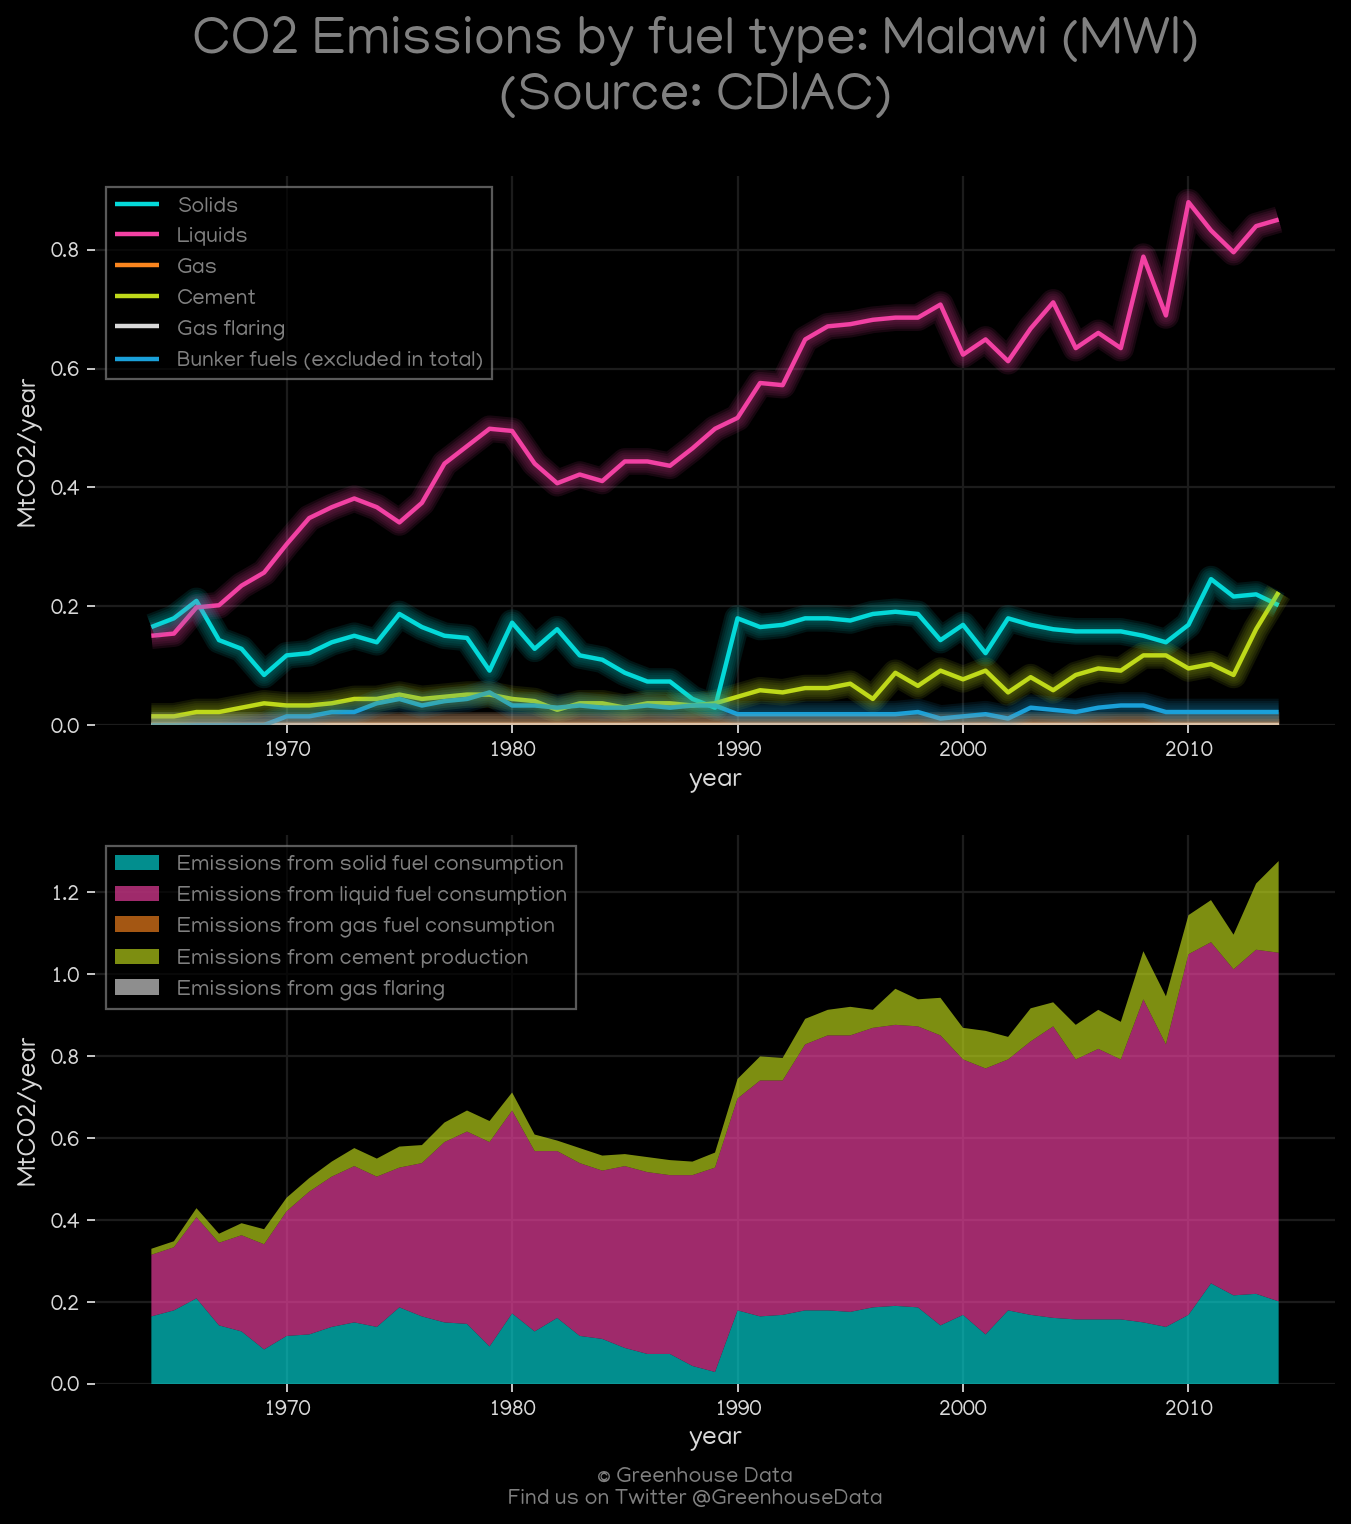 CO2 Emissions by fuel type: Malawi (MWI)
(Source: CDIAC)
Solids
Liquids
Gas
Cement
Gas flaring
Bunker fuels (excluded in total)
MtCO2/year
0.8
0.6
0.4
0.2
0.0
1970
1980
1990
2000
2010
year
Emissions from solid fuel consumption
Emissions from liquid fuel consumption
Emissions from gas fuel consumption
Emissions from cement production
Emissions from gas flaring
MtCO2/year
1.2
1.0
0.8
0.6
0.4
0.2
0.0
1970
1980
1990
2000
2010
year
© Greenhouse Data
Find us on Twitter @GreenhouseData